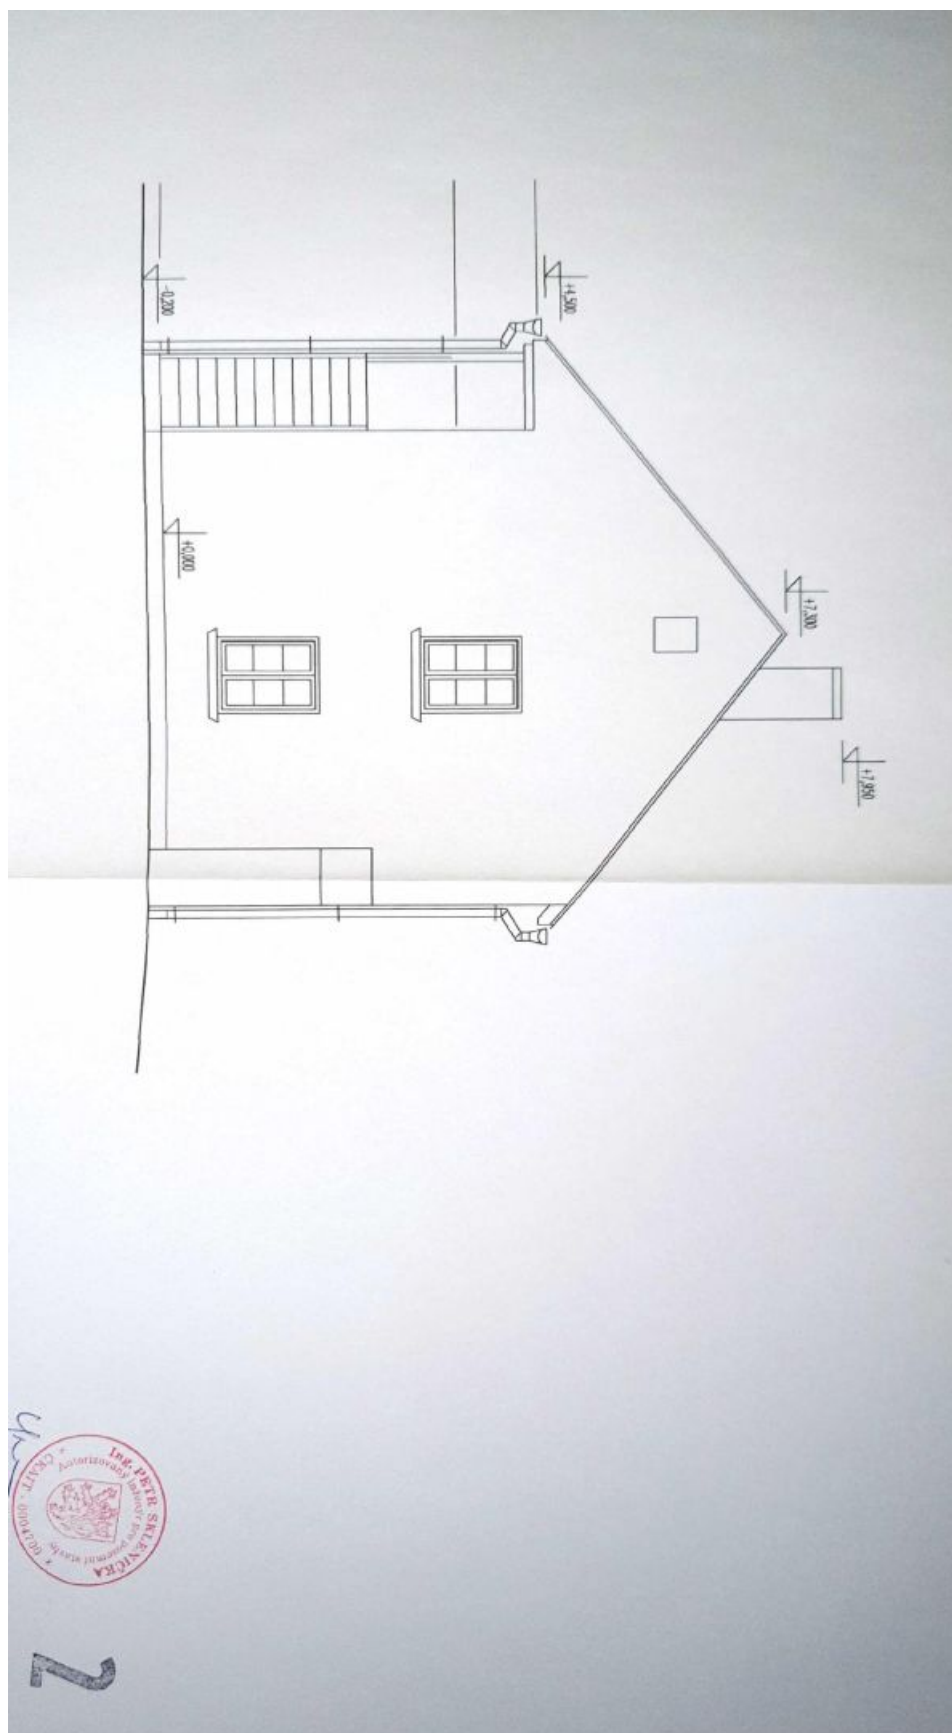 -0,200
+4,500
+0,000
+7,300
+7,950
Ing. PETR SKLENIČKA
Autorizovaný inženýr pro pozemní stavby
* ČKAIT - 0004700 *
2